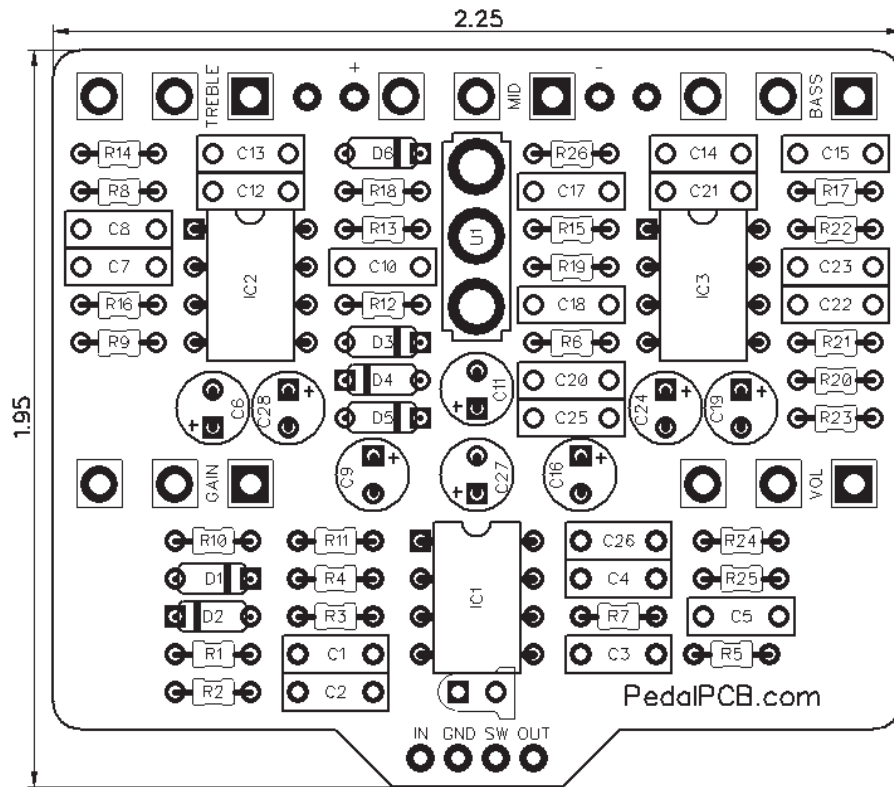 2.25
1.95
TREBLE
+
MID
-
BASS
R14
C13
D6
R26
C14
C15
R8
C12
R18
C17
C21
R17
C8
R13
U1
R15
R22
C7
IC2
C10
R19
IC3
C23
R16
R12
C18
C22
R9
D3
R6
R21
D4
C11
C20
R20
C6
C28
+
D5
+
C25
C24
+
C19
+
R23
+
C9
+
C27
+
C16
+
GAIN
VOL
R10
R11
C26
R24
D1
R4
IC1
C4
R25
D2
R3
R7
C5
R1
C1
C3
R5
R2
C2
PedalPCB.com
IN GND SW OUT